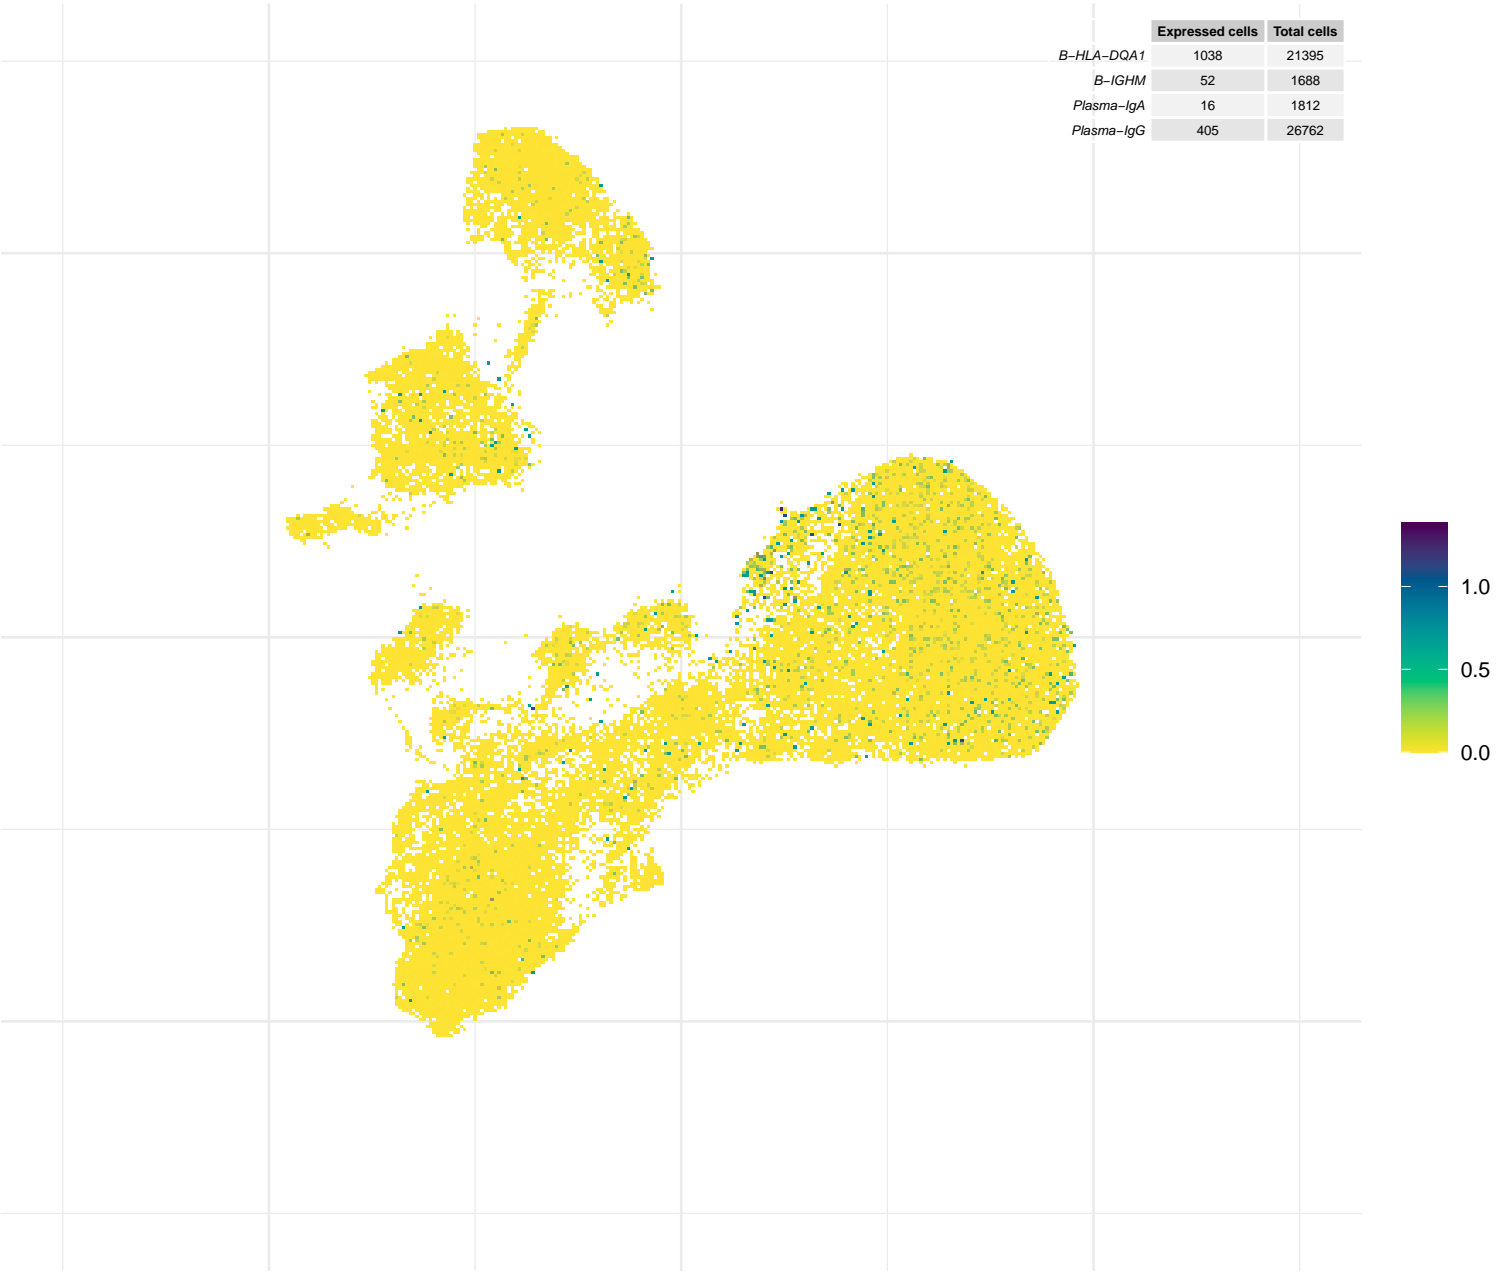 Expressed cells Total cells
B−HLA−DQA1 1038 21395
B−IGHM 52 1688
Plasma−IgA 16 1812
Plasma−IgG 405 26762
1.0
0.5
0.0